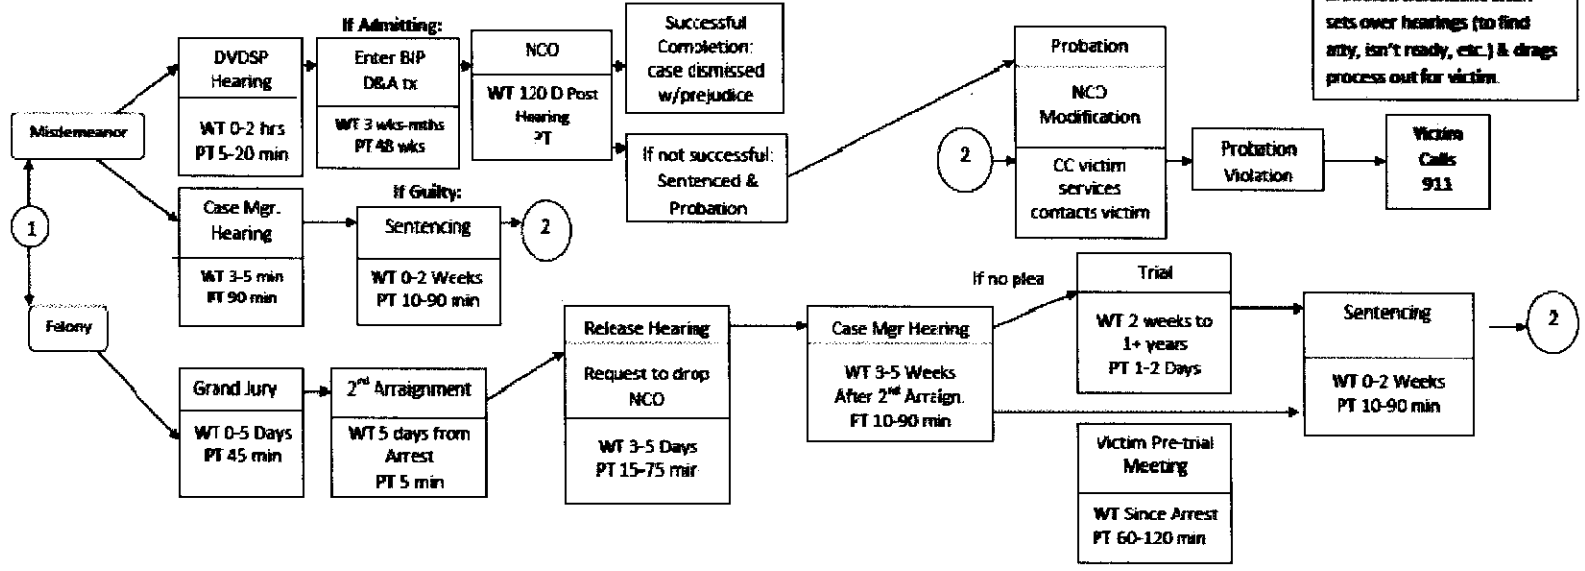 sets over hearings (to find
atty, isn't ready, etc.) & drags
process out for victim.
If Admitting:
DVDSP
Hearing
WT 0-2 hrs
PT 5-20 min
Enter BIP
D&A tx
WT 3 wks-mths
PT 48 wks
NCO
WT 120 D Post
Hearing
PT
Successful
Completion:
case dismissed
w/prejudice
If not successful:
Sentenced &
Probation
Probation
NCO
Modification
CC victim
services
contacts victim
2
Probation
Violation
Victim
Calls
911
Misdemeanor
1
Felony
Case Mgr.
Hearing
WT 3-5 min
PT 90 min
If Guilty:
Sentencing
WT 0-2 Weeks
PT 10-90 min
2
Grand Jury
WT 0-5 Days
PT 45 min
2nd Arraignment
WT 5 days from
Arrest
PT 5 min
Release Hearing
Request to drop
NCO
WT 3-5 Days
PT 15-75 min
Case Mgr Hearing
WT 3-5 Weeks
After 2nd Arraign.
PT 10-90 min
If no plea
Trial
WT 2 weeks to
1+ years
PT 1-2 Days
Sentencing
WT 0-2 Weeks
PT 10-90 min
2
Victim Pre-trial
Meeting
WT Since Arrest
PT 60-120 min